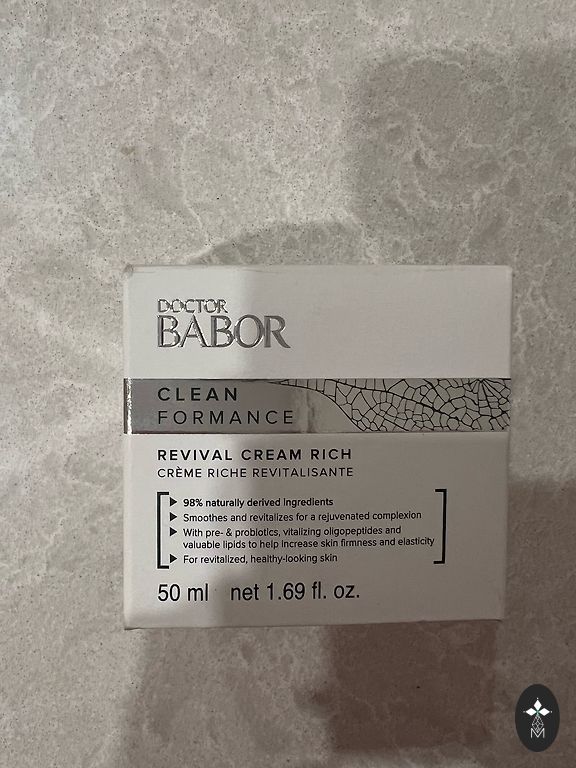 DOCTOR
BABOR
CLEAN
FORMANCE
REVIVAL CREAM RICH
CRÈME RICHE REVITALISANTE
98% naturally derived ingredients
Smoothes and revitalizes for a rejuvenated complexion
With pre- & probiotics, vitalizing oligopeptides and
valuable lipids to help increase skin firmness and elasticity
For revitalized, healthy-looking skin
50 ml net 1.69 fl. oz.
M